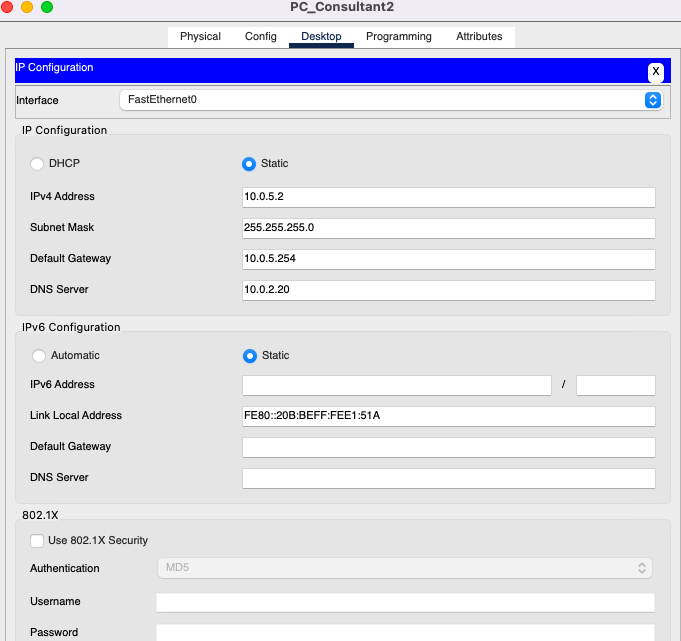 PC_Consultant2
Physical Config Desktop Programming Attributes
IP Configuration
X
Interface FastEthernet0
IP Configuration
DHCP Static
IPv4 Address 10.0.5.2
Subnet Mask 255.255.255.0
Default Gateway 10.0.5.254
DNS Server 10.0.2.20
IPv6 Configuration
Automatic Static
IPv6 Address /
Link Local Address FE80::20B:BEFF:FEE1:51A
Default Gateway
DNS Server
802.1X
Use 802.1X Security
Authentication MD5
Username
Password